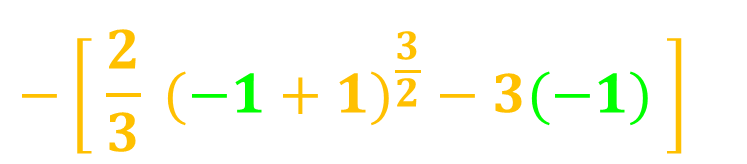 −[2/3 (−1 + 1)^(3/2) − 3(−1)]